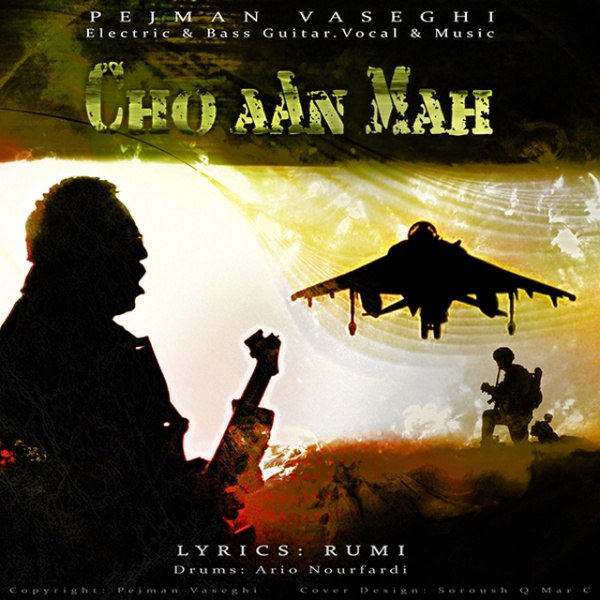 PEJMAN VASEGHI
Electric & Bass Guitar.Vocal & Music
CHO AAN MAH
LYRICS: RUMI
Drums: Ario Nourfardi
Copyright: Pejman Vaseghi Cover Design: Soroush Q Mar C